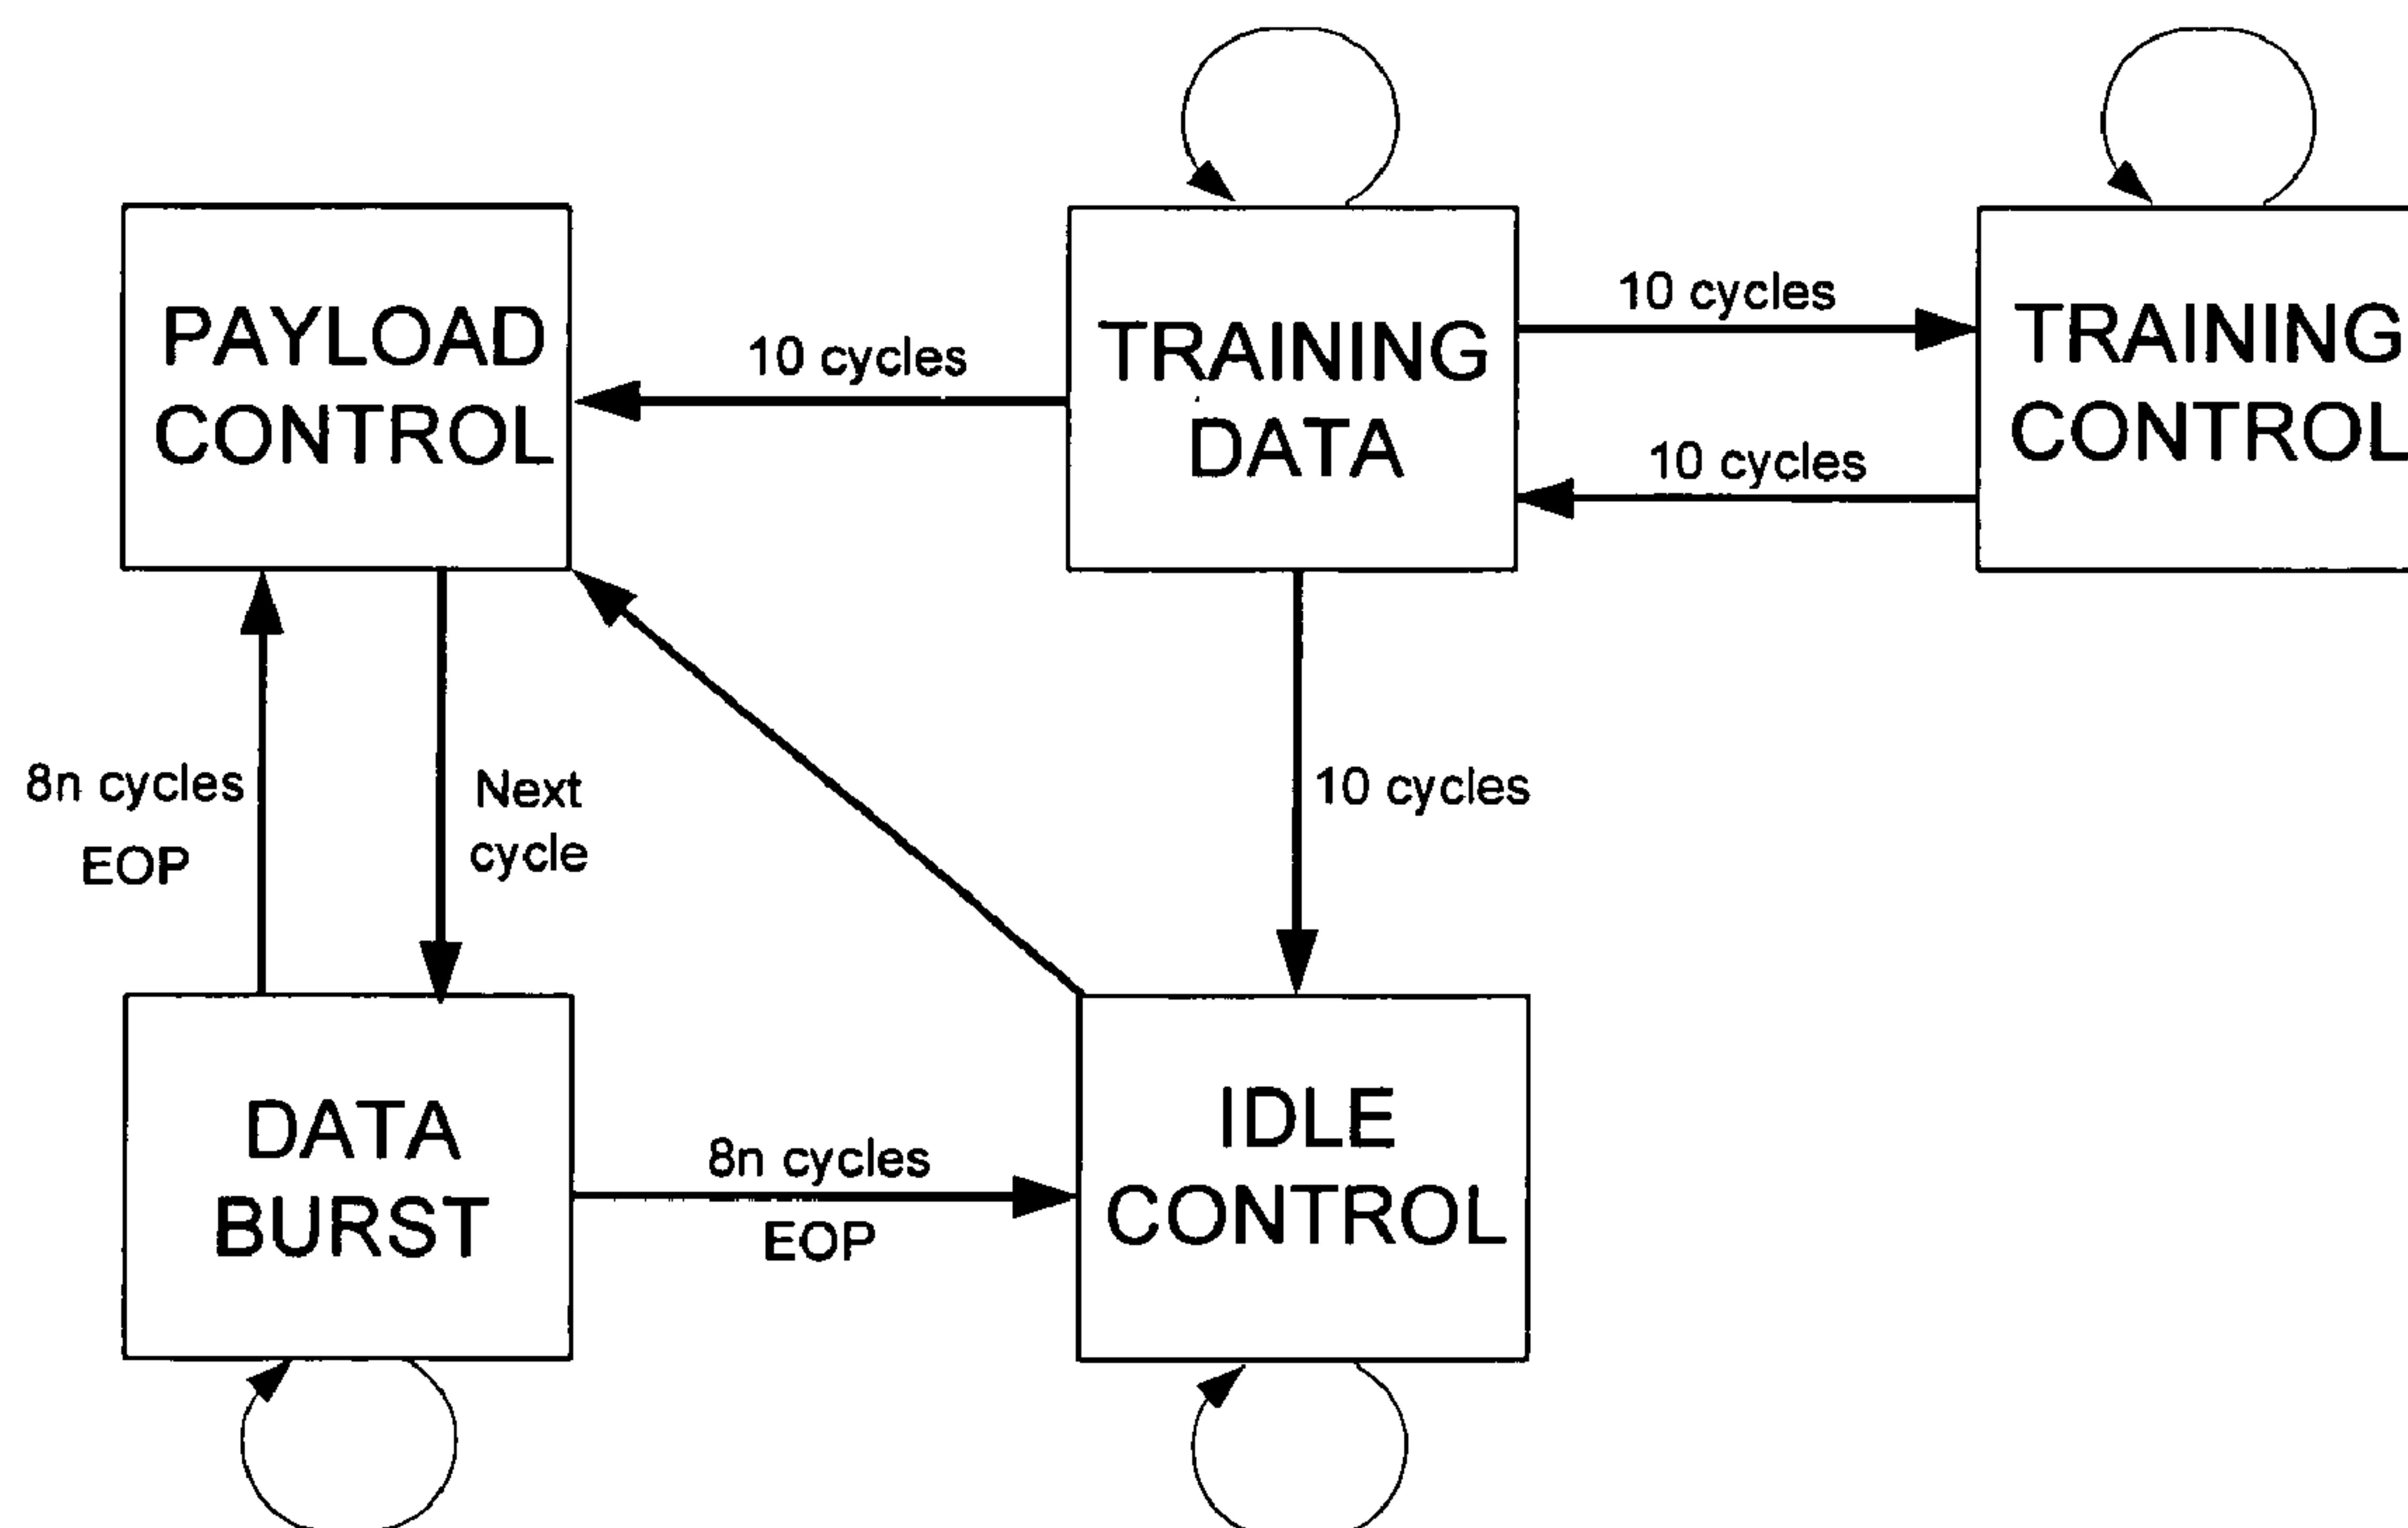 PAYLOAD
CONTROL
10 cycles
TRAINING
DATA
10 cycles
10 cycles
TRAINING
CONTROL
8n cycles
EOP
Next
cycle
10 cycles
DATA
BURST
8n cycles
EOP
IDLE
CONTROL